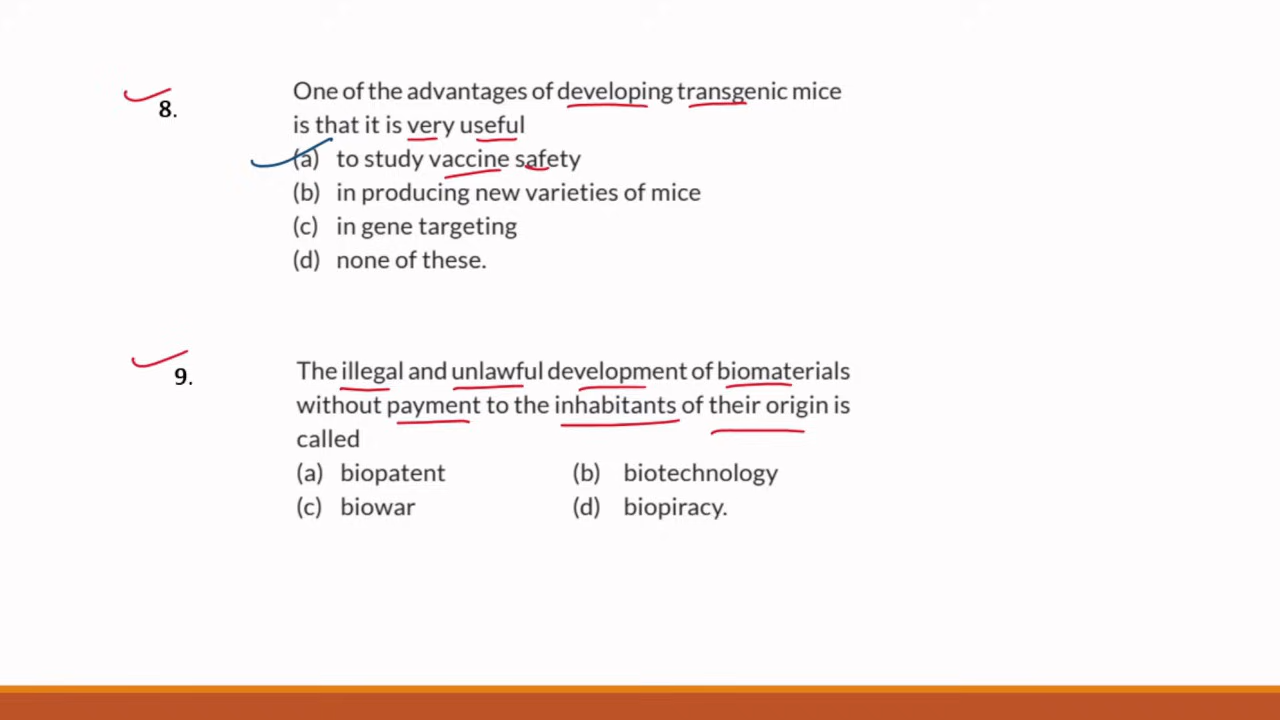 8.
One of the advantages of developing transgenic mice
is that it is very useful
(a) to study vaccine safety
(b) in producing new varieties of mice
(c) in gene targeting
(d) none of these.
9.
The illegal and unlawful development of biomaterials
without payment to the inhabitants of their origin is
called
(a) biopatent (b) biotechnology
(c) biowar (d) biopiracy.